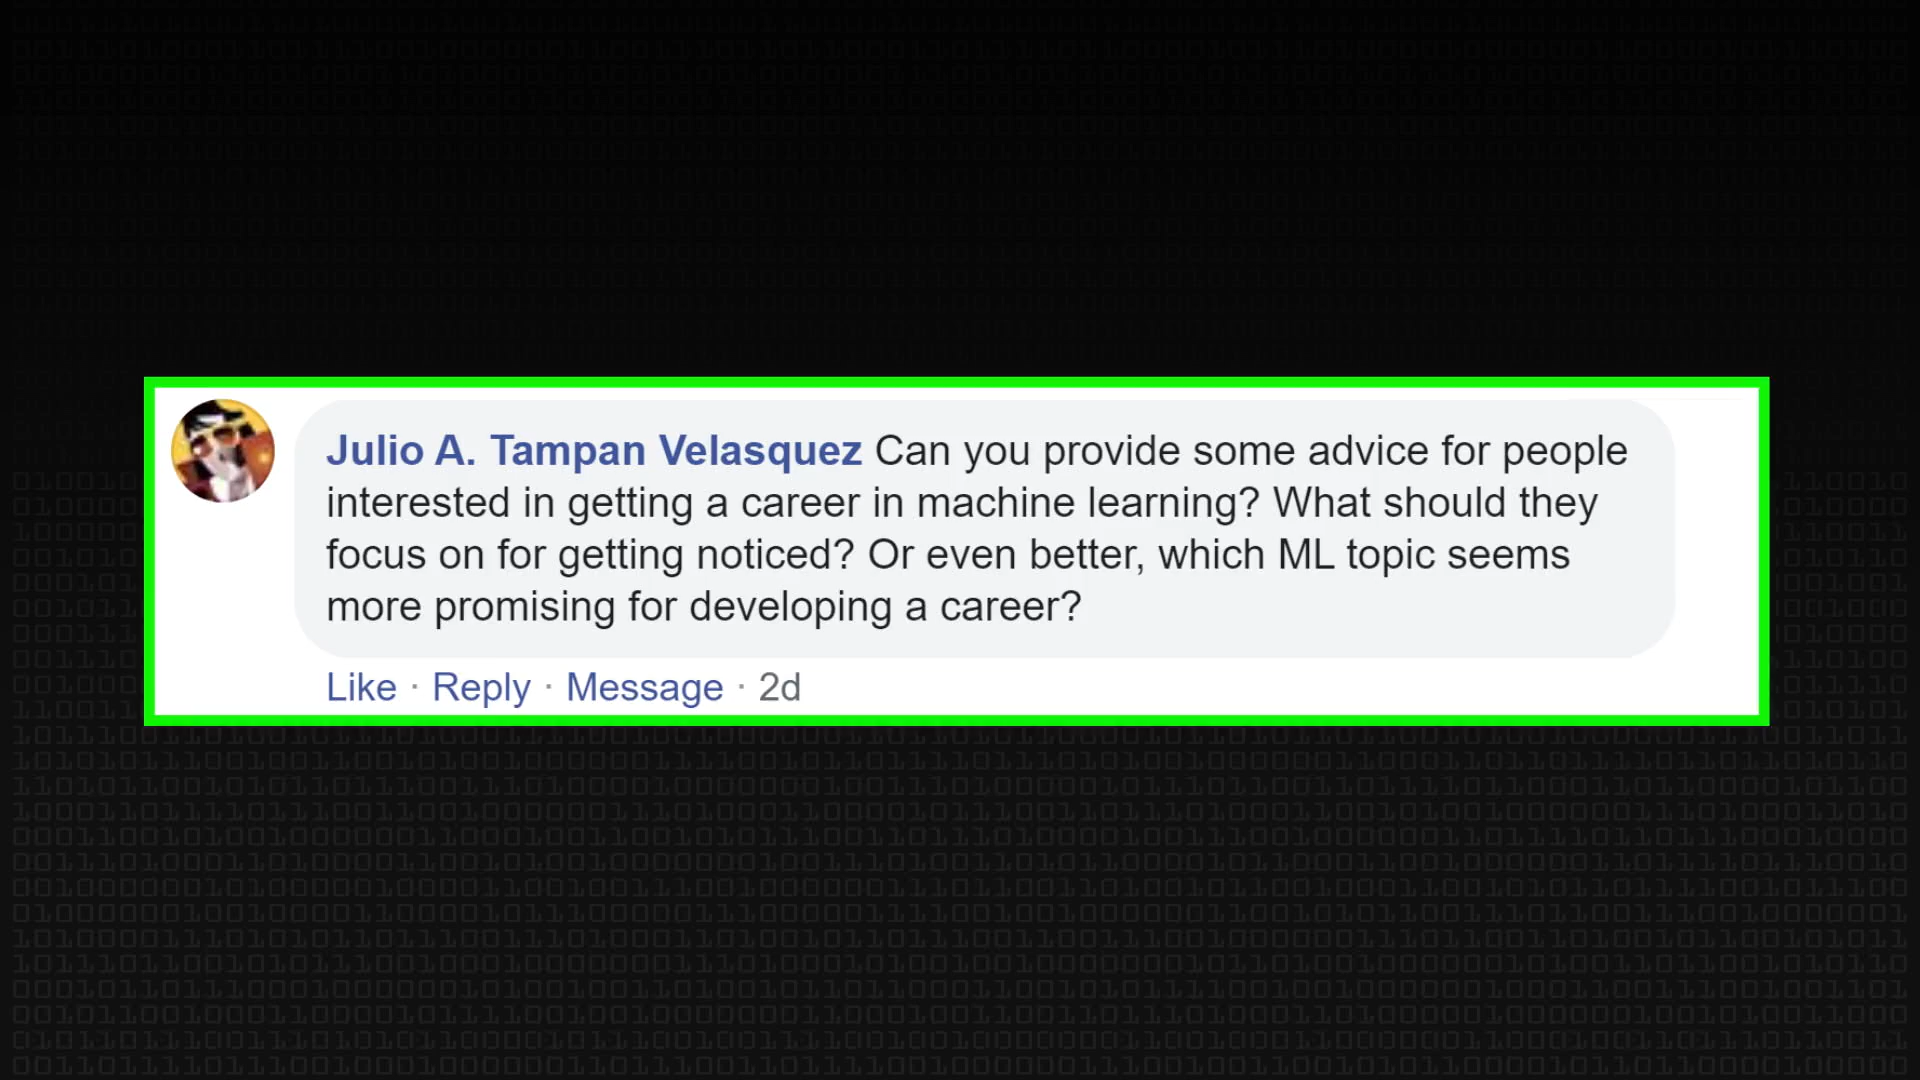 Julio A. Tampan Velasquez Can you provide some advice for people
interested in getting a career in machine learning? What should they
focus on for getting noticed? Or even better, which ML topic seems
more promising for developing a career?
Like · Reply · Message · 2d